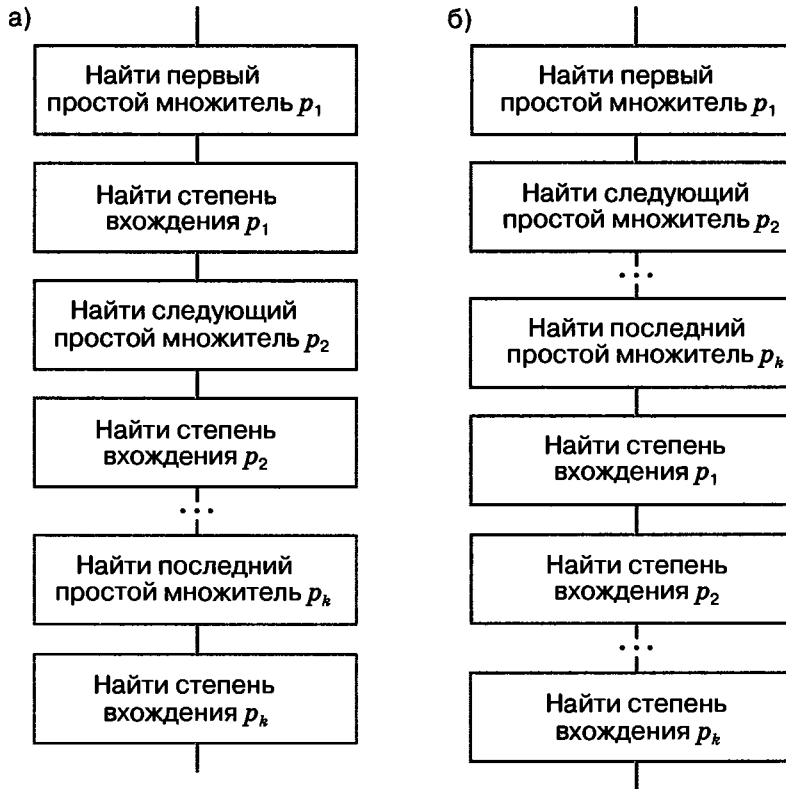 а)
Найти первый
простой множитель p₁
Найти степень
вхождения p₁
Найти следующий
простой множитель p₂
Найти степень
вхождения p₂
...
Найти последний
простой множитель pₖ
Найти степень
вхождения pₖ
б)
Найти первый
простой множитель p₁
Найти следующий
простой множитель p₂
...
Найти последний
простой множитель pₖ
Найти степень
вхождения p₁
Найти степень
вхождения p₂
...
Найти степень
вхождения pₖ